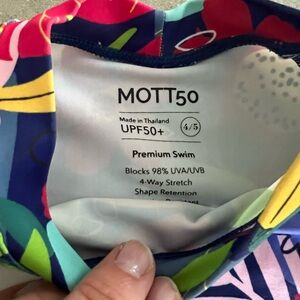 MOTT50
Made in Thailand
UPF50+
4/5
Premium Swim
Blocks 98% UVA/UVB
4-Way Stretch
Shape Retention